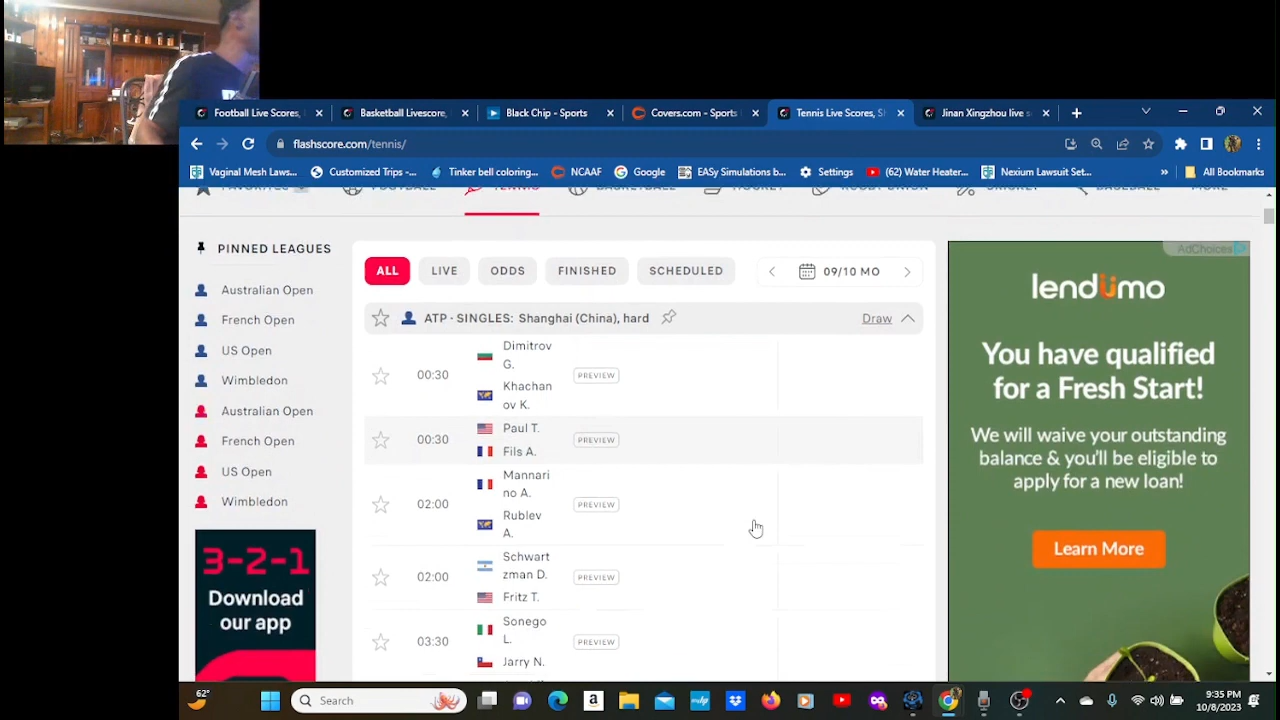 Football Live Scores,
Basketball Livescore,
Black Chip - Sports
Covers.com - Sports
Tennis Live Scores, S
Jinan Xingzhou live s
flashscore.com/tennis/
Vaginal Mesh Laws...
Customized Trips -...
Tinker bell coloring...
NCAAF
Google
EASy Simulations b...
Settings
(62) Water Heater...
Nexium Lawsuit Set...
»
All Bookmarks
TENNIS
PINNED LEAGUES
Australian Open
French Open
US Open
Wimbledon
Australian Open
French Open
US Open
Wimbledon
3-2-1
Download
our app
ALL
LIVE
ODDS
FINISHED
SCHEDULED
09/10 MO
ATP - SINGLES: Shanghai (China), hard
Draw
00:30
Dimitrov
G.
Khachan
ov K.
PREVIEW
00:30
Paul T.
Fils A.
PREVIEW
02:00
Mannari
no A.
Rublev
A.
PREVIEW
02:00
Schwart
zman D.
Fritz T.
PREVIEW
03:30
Sonego
L.
Jarry N.
PREVIEW
AdChoices
lendümo
You have qualified
for a Fresh Start!
We will waive your outstanding
balance & you'll be eligible to
apply for a new loan!
Learn More
62°
Search
9:35 PM
10/8/2023